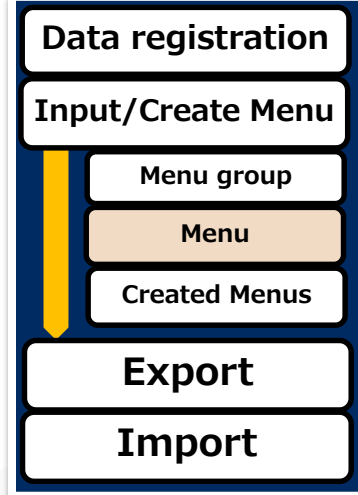 Data registration
Input/Create Menu
Menu group
Menu
Created Menus
Export
Import